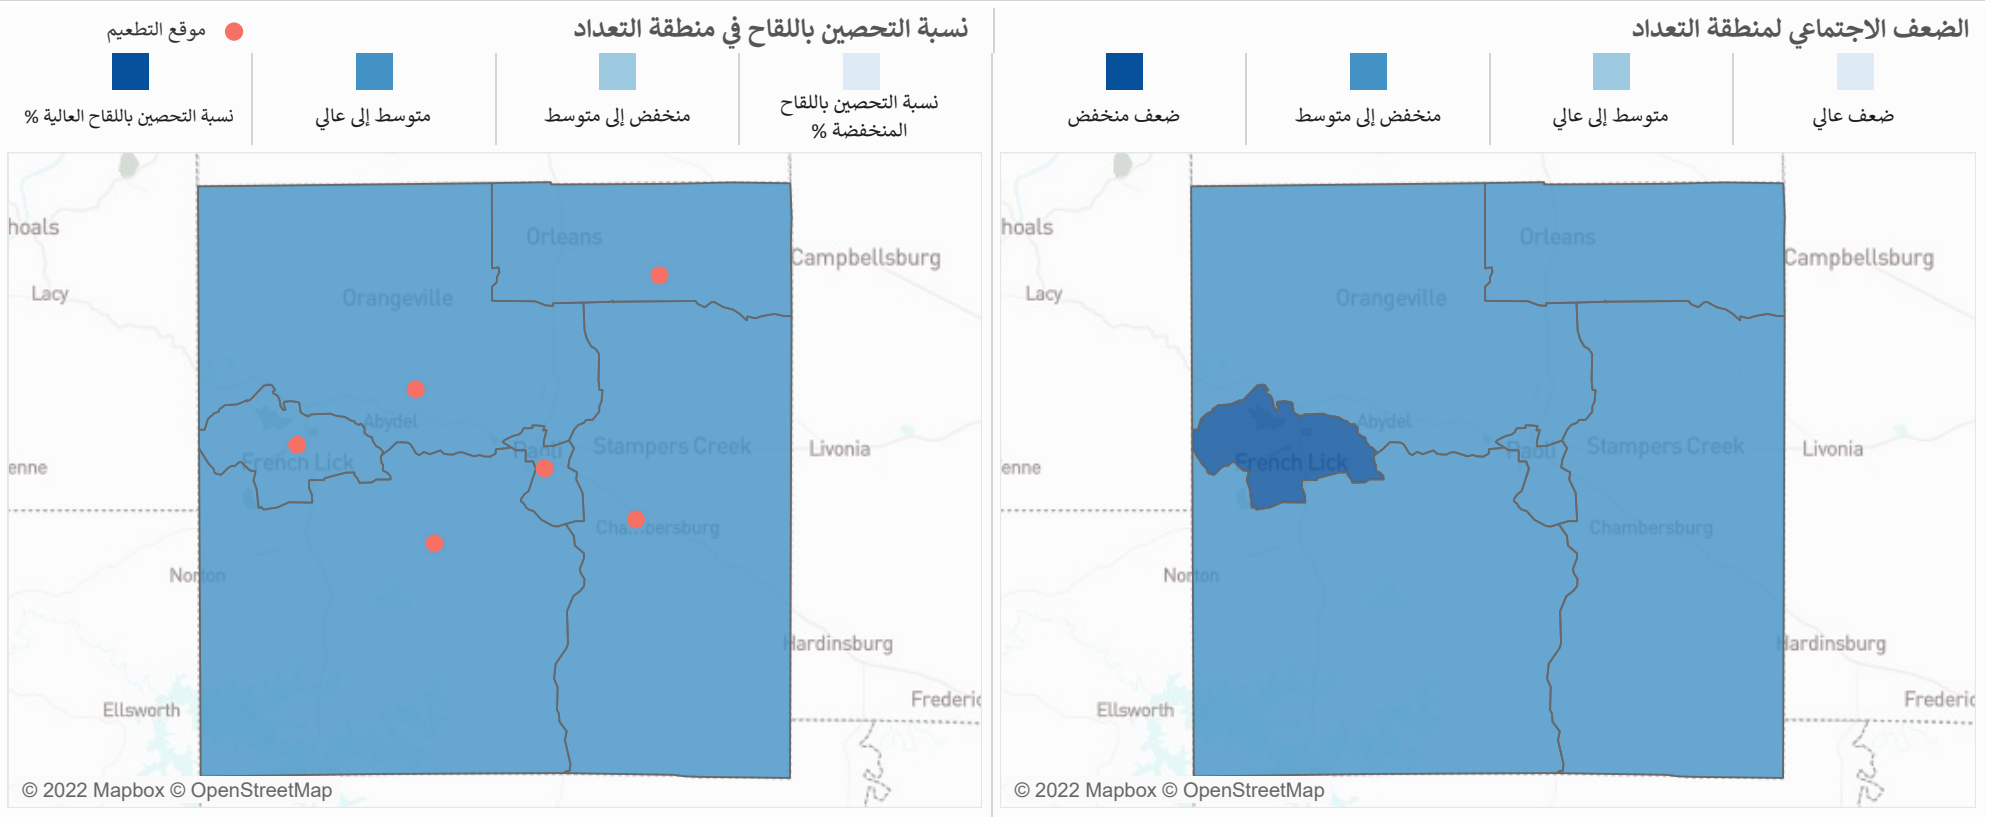 الضعف الاجتماعي لمنطقة التعداد
ضعف عالي
متوسط إلى عالي
منخفض إلى متوسط
ضعف منخفض
hoals
Orleans
Campbellsburg
Lacy
Orangeville
Abydel
Paoli
Stampers Creek
Livonia
enne
French Lick
Chambersburg
Norton
Hardinsburg
Ellsworth
Frederic
© 2022 Mapbox © OpenStreetMap
نسبة التحصين باللقاح في منطقة التعداد
موقع التطعيم
نسبة التحصين باللقاح
المنخفضة %
منخفض إلى متوسط
متوسط إلى عالي
نسبة التحصين باللقاح العالية %
hoals
Orleans
Campbellsburg
Lacy
Orangeville
Abydel
Paoli
Stampers Creek
Livonia
enne
French Lick
Chambersburg
Norton
Hardinsburg
Ellsworth
Frederic
© 2022 Mapbox © OpenStreetMap